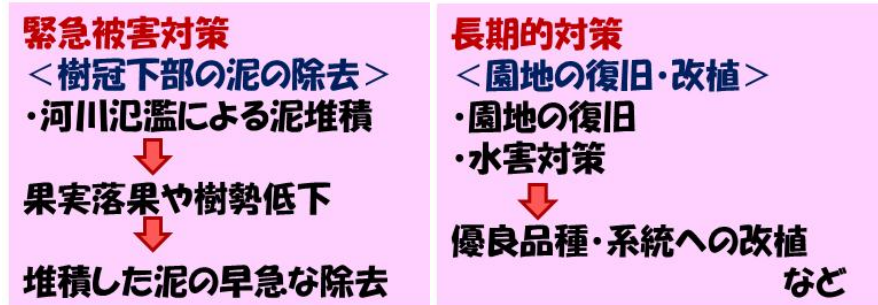 緊急被害対策
＜樹冠下部の泥の除去＞
・河川氾濫による泥堆積
果実落果や樹勢低下
堆積した泥の早急な除去
長期的対策
＜園地の復旧・改植＞
・園地の復旧
・水害対策
優良品種・系統への改植
など